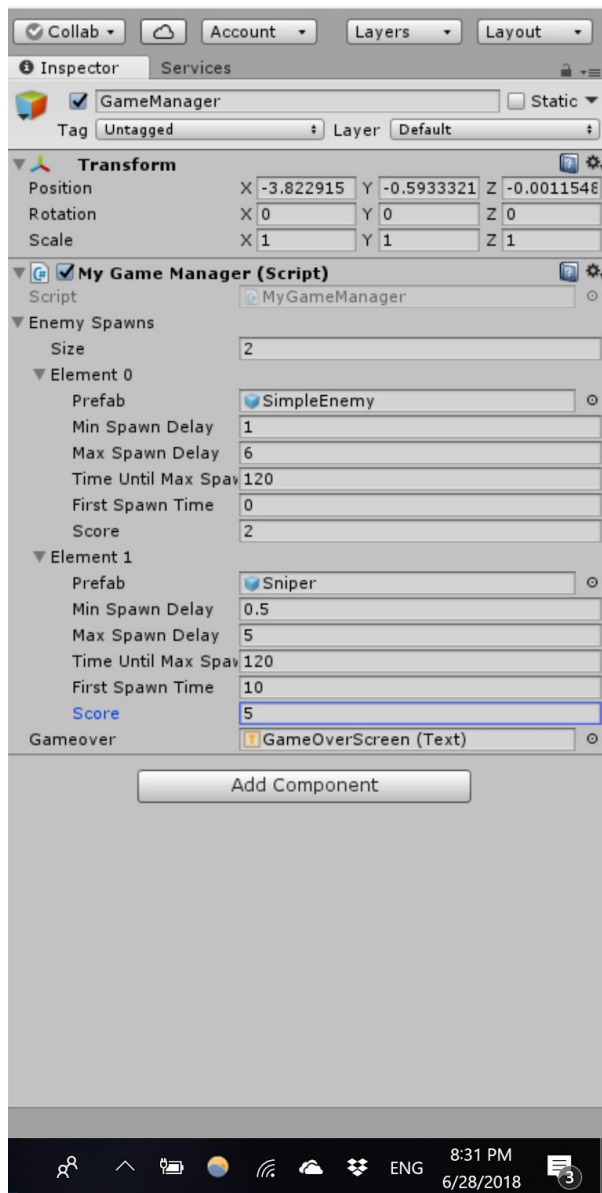 Collab Account Layers Layout
Inspector Services
GameManager Static
Tag Untagged Layer Default
Transform
Position X -3.822915 Y -0.5933321 Z -0.0011548
Rotation X 0 Y 0 Z 0
Scale X 1 Y 1 Z 1
My Game Manager (Script)
Script MyGameManager
Enemy Spawns
Size 2
Element 0
Prefab SimpleEnemy
Min Spawn Delay 1
Max Spawn Delay 6
Time Until Max Spaw 120
First Spawn Time 0
Score 2
Element 1
Prefab Sniper
Min Spawn Delay 0.5
Max Spawn Delay 5
Time Until Max Spaw 120
First Spawn Time 10
Score 5
Gameover GameOverScreen (Text)
Add Component
ENG 8:31 PM
6/28/2018 3